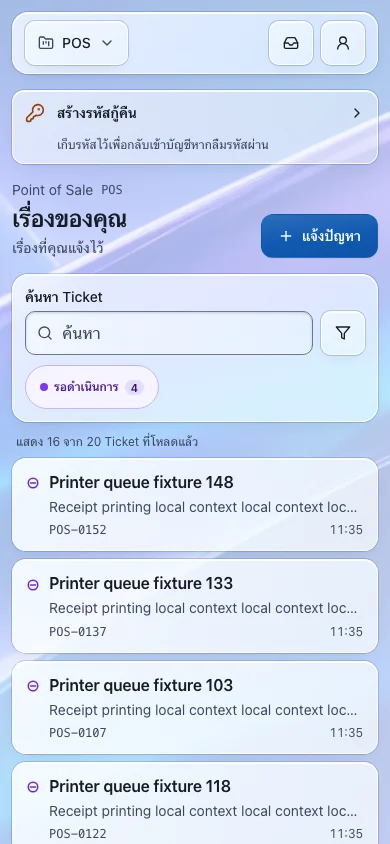 POS
สร้างรหัสกู้คืน
เก็บรหัสไว้เพื่อกลับเข้าบัญชีหากลืมรหัสผ่าน
Point of Sale POS
เรื่องของคุณ
เรื่องที่คุณแจ้งไว้
แจ้งปัญหา
ค้นหา Ticket
ค้นหา
รอดำเนินการ 4
แสดง 16 จาก 20 Ticket ที่โหลดแล้ว
Printer queue fixture 148
Receipt printing local context local context loc…
POS-0152 11:35
Printer queue fixture 133
Receipt printing local context local context loc…
POS-0137 11:35
Printer queue fixture 103
Receipt printing local context local context loc…
POS-0107 11:35
Printer queue fixture 118
Receipt printing local context local context loc…
POS-0122 11:35